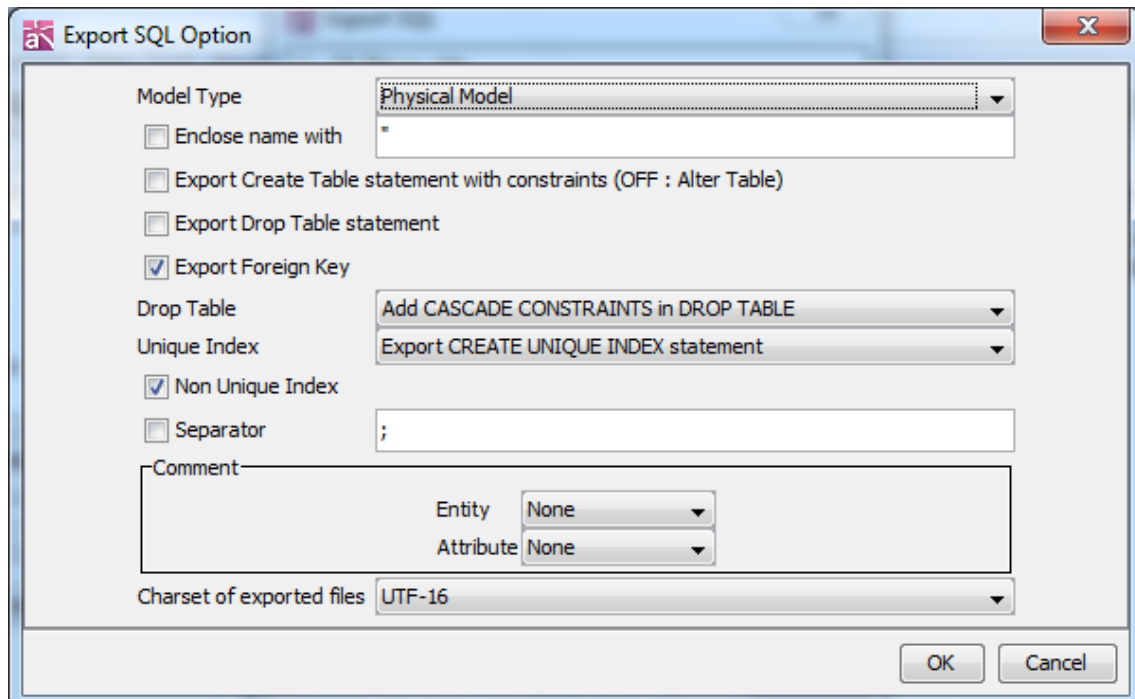 Export SQL Option
Model Type Physical Model
Enclose name with "
Export Create Table statement with constraints (OFF : Alter Table)
Export Drop Table statement
Export Foreign Key
Drop Table Add CASCADE CONSTRAINTS in DROP TABLE
Unique Index Export CREATE UNIQUE INDEX statement
Non Unique Index
Separator ;
Comment
Entity None
Attribute None
Charset of exported files UTF-16
OK Cancel